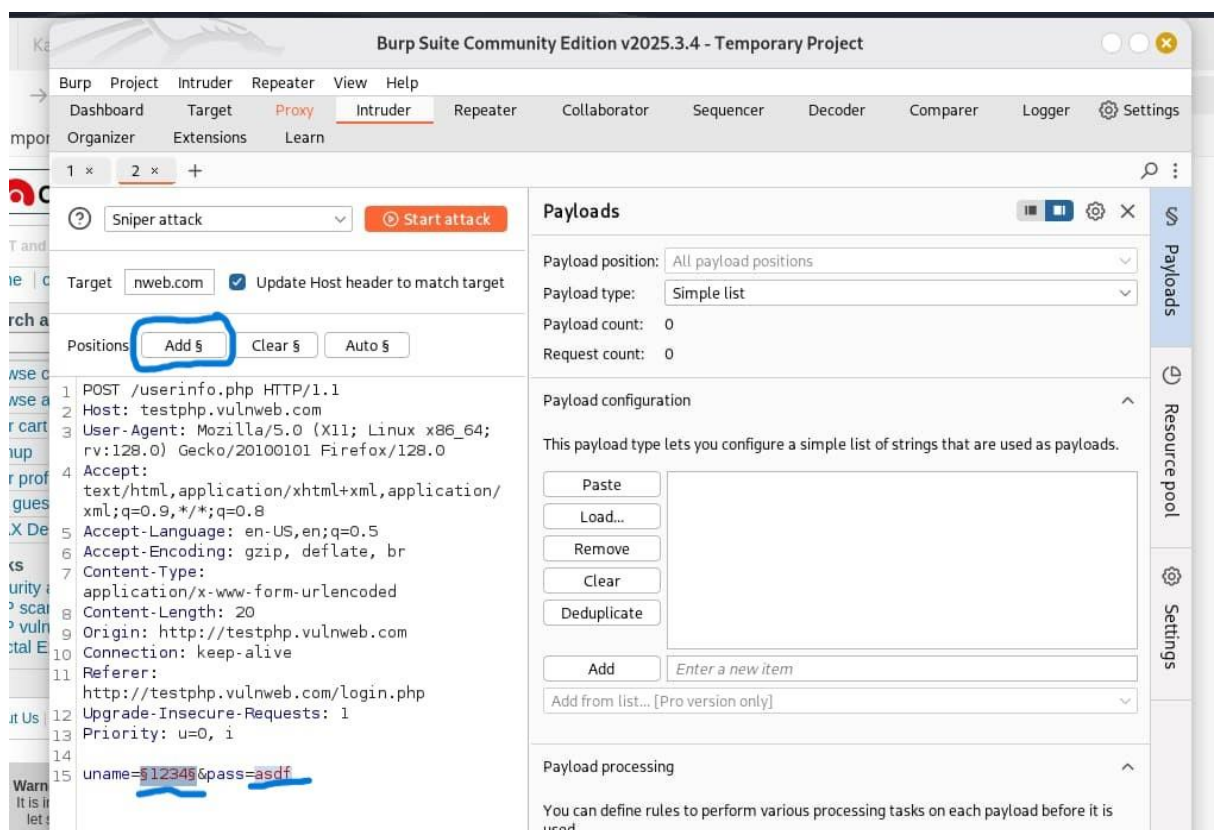 Burp Suite Community Edition v2025.3.4 - Temporary Project
Burp Project Intruder Repeater View Help
Dashboard Target Proxy Intruder Repeater Collaborator Sequencer Decoder Comparer Logger Settings
Organizer Extensions Learn
1 × 2 × +
Sniper attack
Start attack
Target nweb.com Update Host header to match target
Positions Add § Clear § Auto §
1 POST /userinfo.php HTTP/1.1
2 Host: testphp.vulnweb.com
3 User-Agent: Mozilla/5.0 (X11; Linux x86_64;
rv:128.0) Gecko/20100101 Firefox/128.0
4 Accept:
text/html,application/xhtml+xml,application/
xml;q=0.9,*/*;q=0.8
5 Accept-Language: en-US,en;q=0.5
6 Accept-Encoding: gzip, deflate, br
7 Content-Type:
application/x-www-form-urlencoded
8 Content-Length: 20
9 Origin: http://testphp.vulnweb.com
10 Connection: keep-alive
11 Referer:
http://testphp.vulnweb.com/login.php
12 Upgrade-Insecure-Requests: 1
13 Priority: u=0, i
14
15 uname=§1234§&pass=asdf
Payloads
Payload position: All payload positions
Payload type: Simple list
Payload count: 0
Request count: 0
Payload configuration
This payload type lets you configure a simple list of strings that are used as payloads.
Paste
Load...
Remove
Clear
Deduplicate
Add Enter a new item
Add from list... [Pro version only]
Payload processing
You can define rules to perform various processing tasks on each payload before it is
used.
§ Payloads
Resource pool
Settings